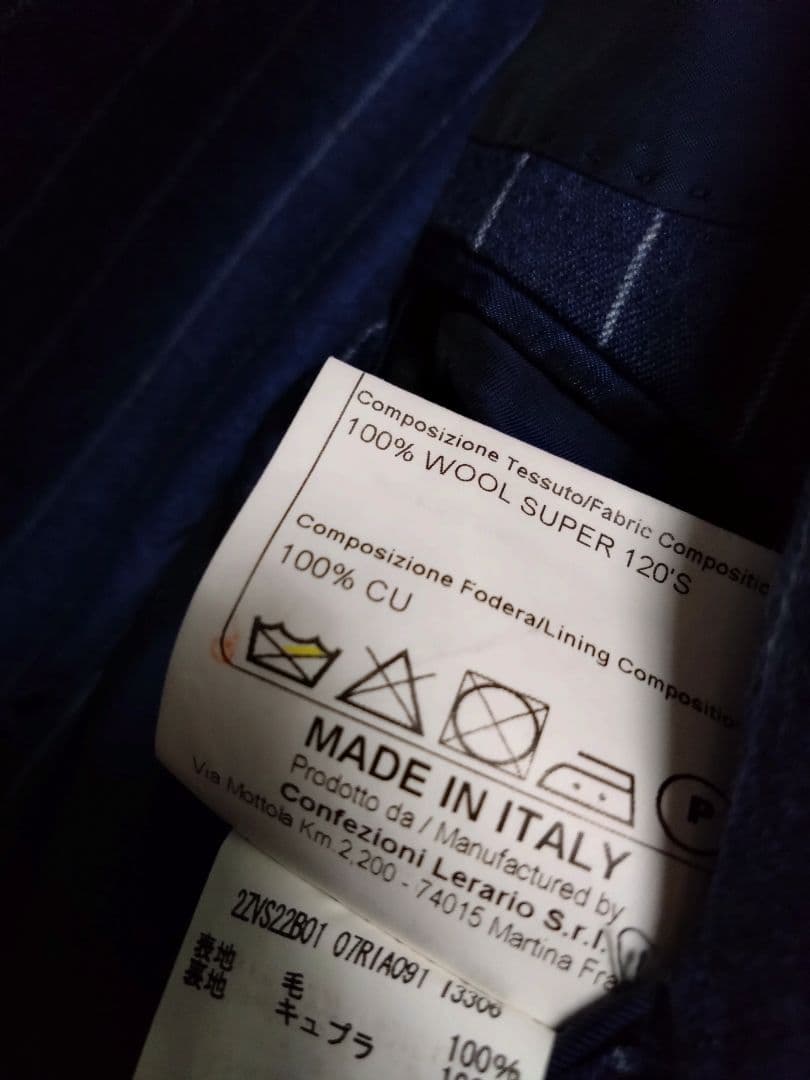 Composizione Tessuto/Fabric Compositio
100% WOOL SUPER 120'S
Composizione Fodera/Lining Compositio
100% CU
P
MADE IN ITALY
Prodotto da / Manufactured by
Confezioni Lerario S.r.l.
Via Mottola Km.2,200 - 74015 Martina Fra
2ZVS22B01 07RIA091 13306
表地 毛 100%
裏地 キュプラ